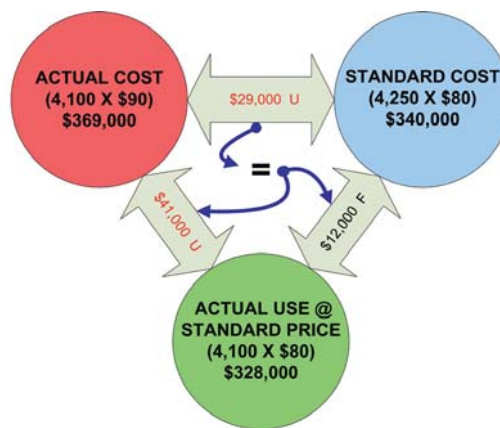 ACTUAL COST
(4,100 X $90)
$369,000
$29,000 U
STANDARD COST
(4,250 X $80)
$340,000
=
$41,000 U
$12,000 F
ACTUAL USE @
STANDARD PRICE
(4,100 X $80)
$328,000